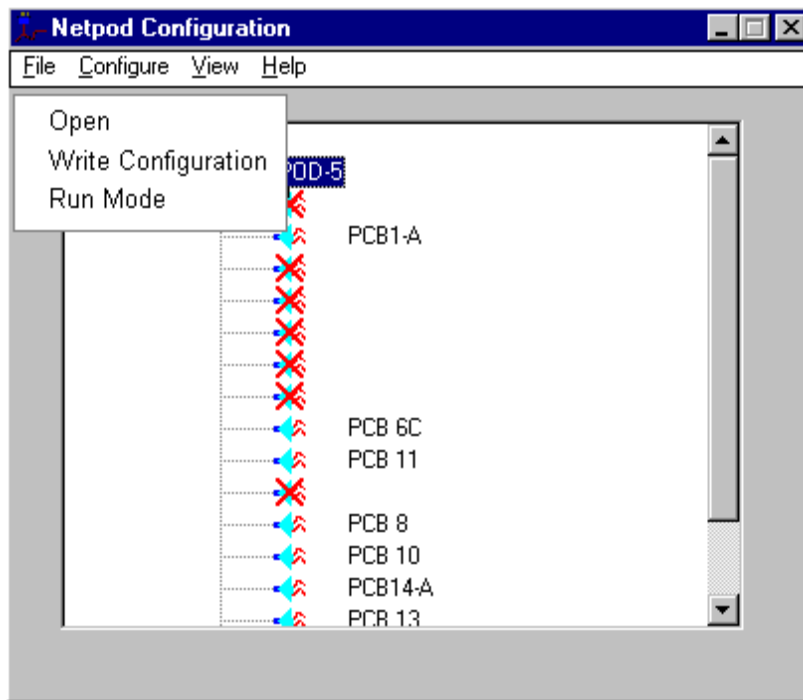 Netpod Configuration
File Configure View Help
Open
Write Configuration
Run Mode
POD-5
PCB1-A
PCB 6C
PCB 11
PCB 8
PCB 10
PCB14-A
PCB 13